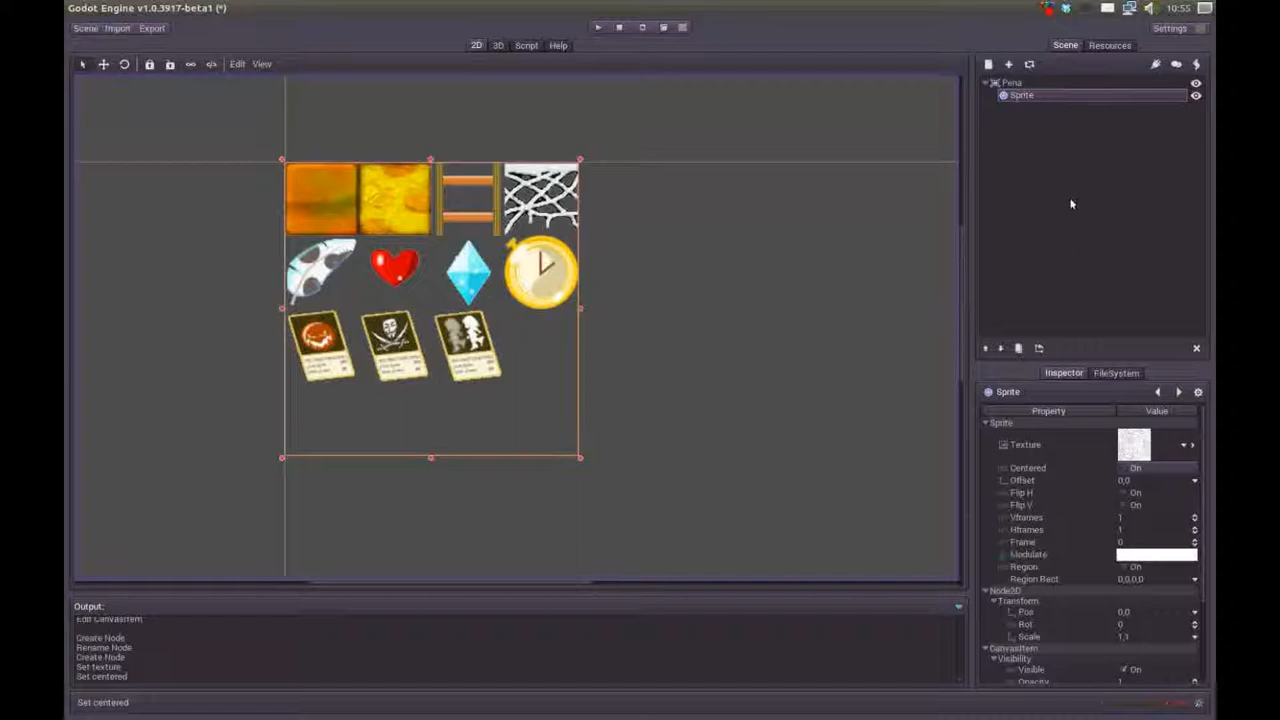 Godot Engine v1.0.3917-beta1 (*)
10:55
Scene Import Export
Settings
2D 3D Script Help
Scene Resources
Edit View
Pena
Sprite
Inspector FileSystem
Sprite
Property Value
Sprite
Texture
Centered On
Offset 0,0
Flip H On
Flip V On
Vframes 1
Hframes 1
Frame 0
Modulate
Region On
Region Rect 0,0,0,0
Node2D
Transform
Pos 0,0
Rot 0
Scale 1,1
CanvasItem
Visibility
Visible On
Opacity 1
Output:
Edit CanvasItem
Create Node
Rename Node
Create Node
Set texture
Set centered
Set centered